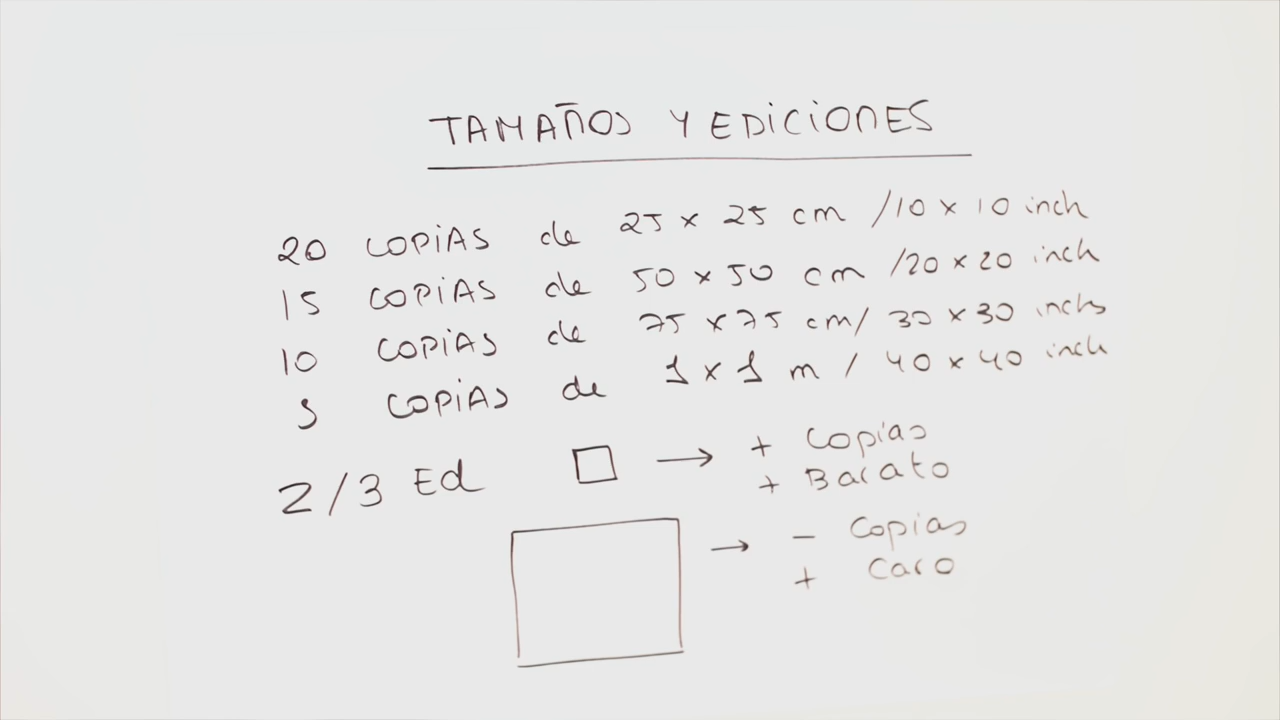 TAMAÑOS Y EDICIONES
20 COPIAS de 25 x 25 cm /10 x 10 inch
15 COPIAS de 50 x 50 cm /20 x 20 inch
10 COPIAS de 75 x 75 cm/ 30 x 30 inchs
5 COPIAS de 1 x 1 m / 40 x 40 inch
2/3 Ed
→ + Copias
+ Barato
→ - Copias
+ Caro